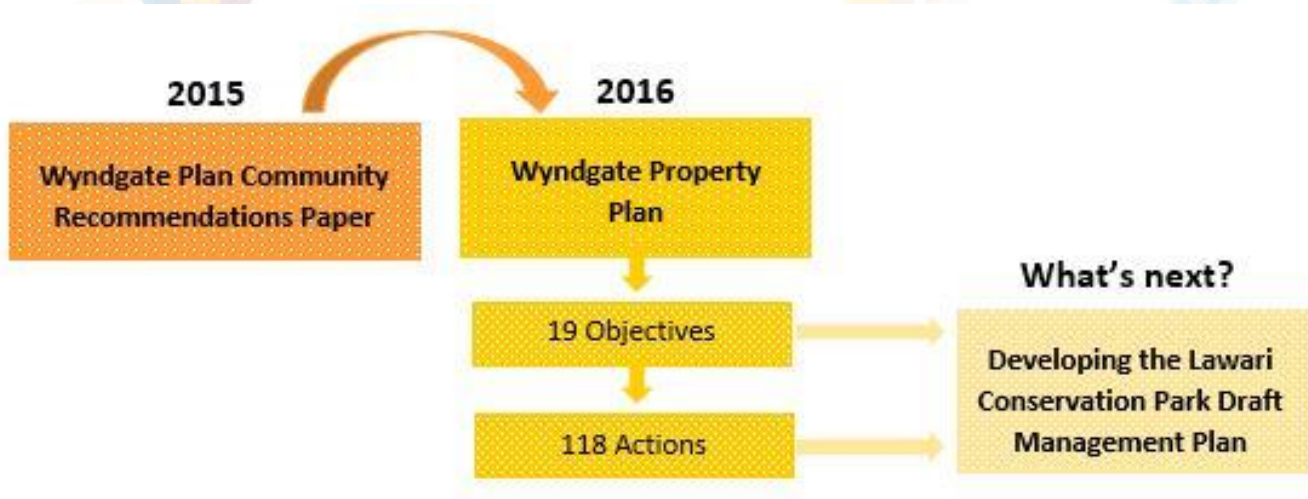 2015
Wyndgate Plan Community
Recommendations Paper
2016
Wyndgate Property
Plan
19 Objectives
118 Actions
What's next?
Developing the Lawari
Conservation Park Draft
Management Plan